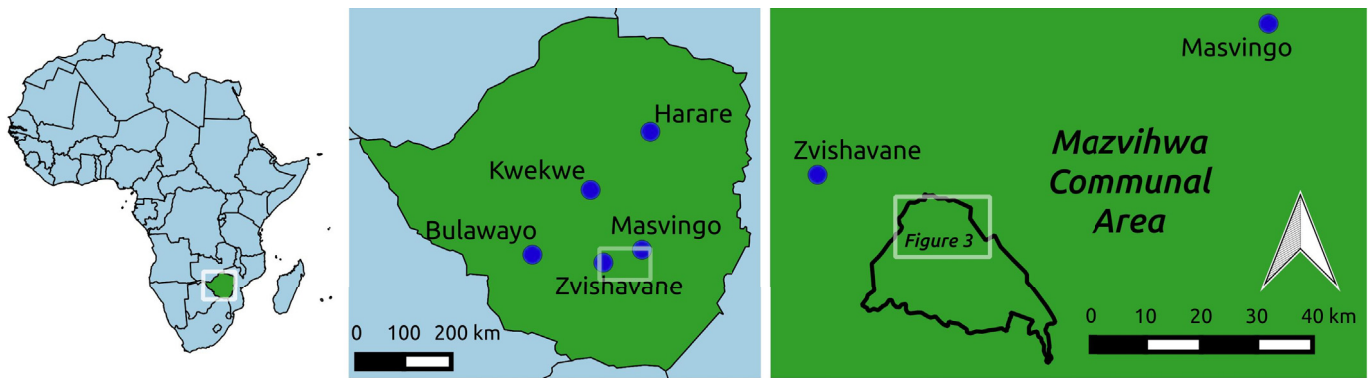 Harare
Kwekwe
Bulawayo
Masvingo
Zvishavane
0 100 200 km
Masvingo
Zvishavane
Mazvihwa
Communal
Area
Figure 3
0 10 20 30 40 km